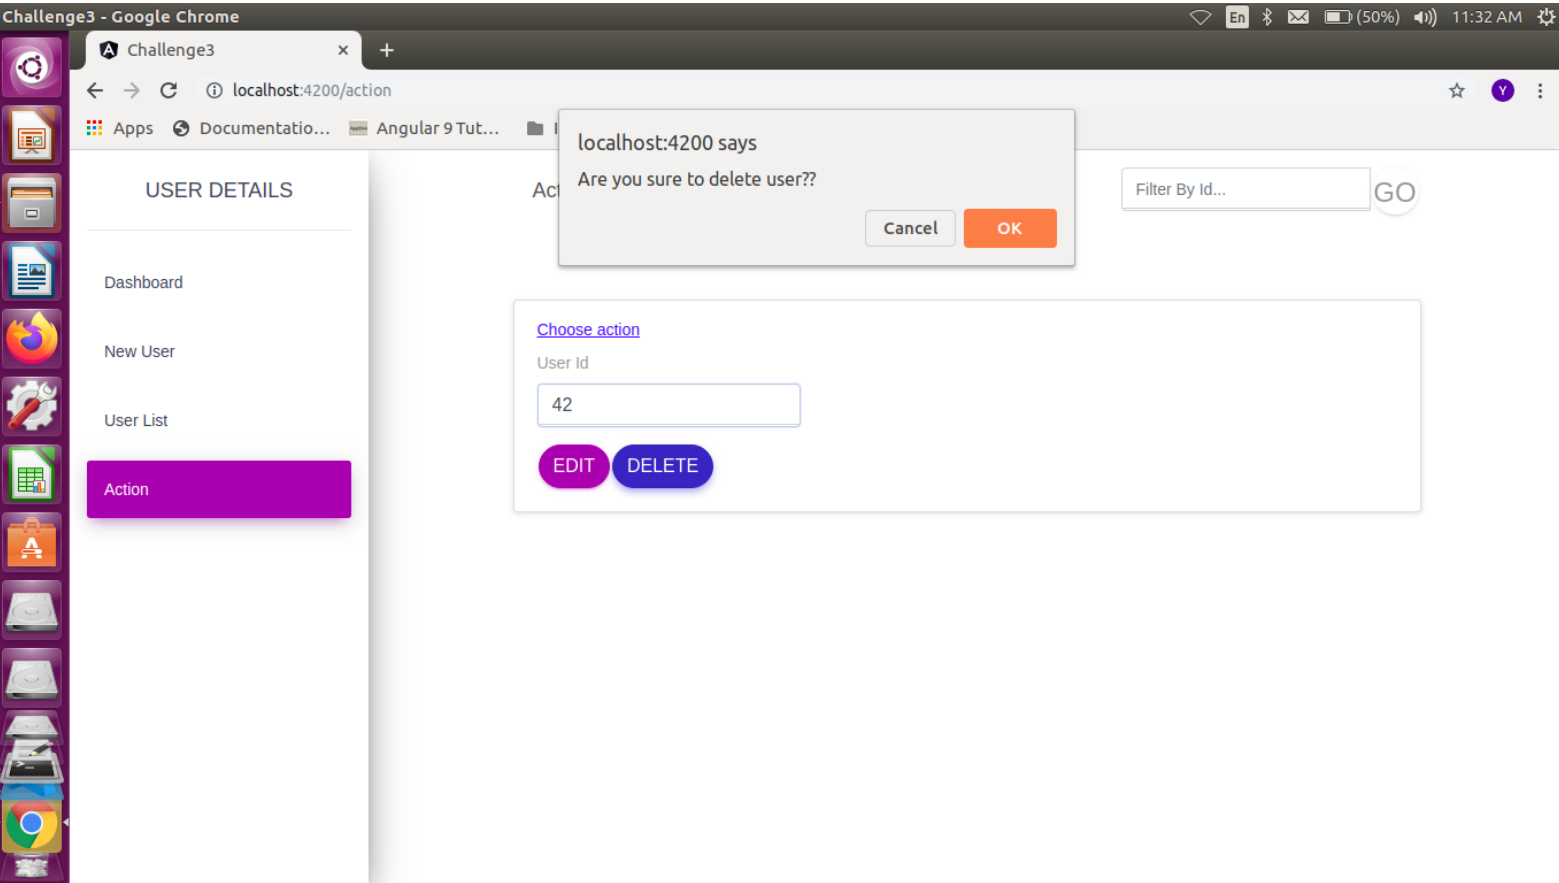 Challenge3 - Google Chrome
En
(50%)
11:32 AM
Challenge3
localhost:4200/action
Y
Apps
Documentatio...
Angular 9 Tut...
localhost:4200 says
Are you sure to delete user??
Cancel
OK
USER DETAILS
Filter By Id...
GO
Dashboard
New User
User List
Action
Choose action
User Id
42
EDIT
DELETE